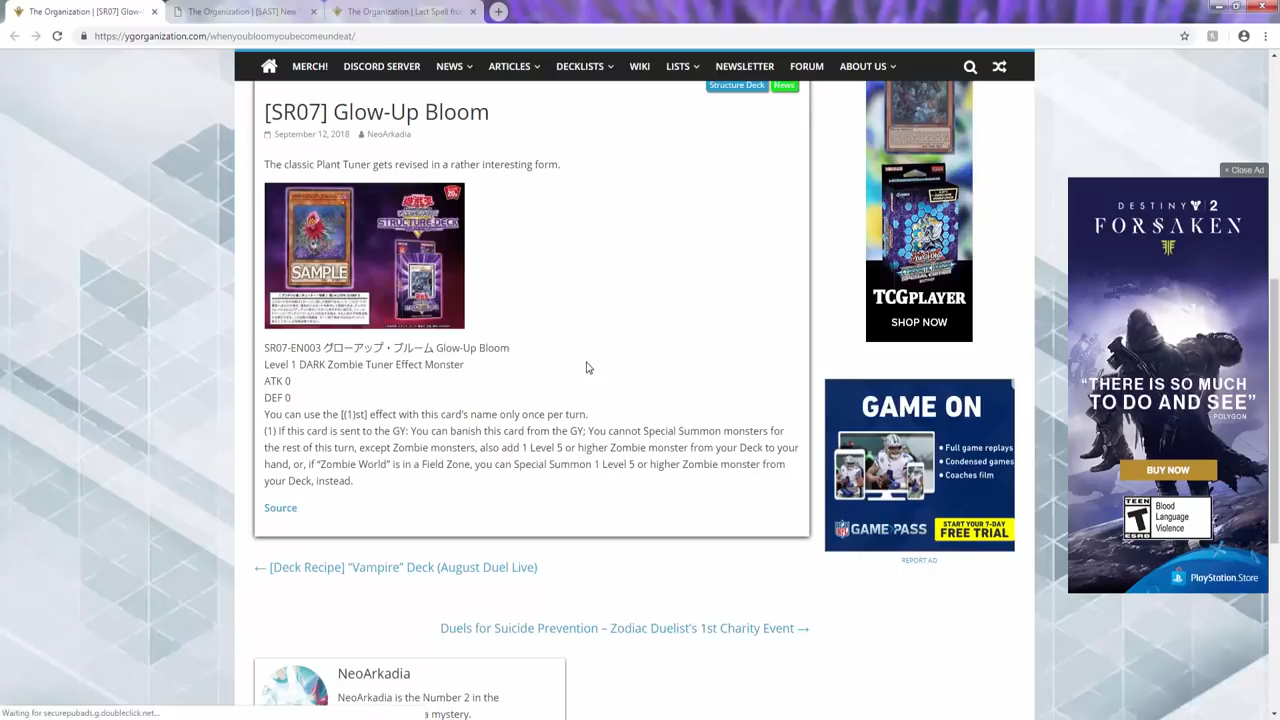 The Organization | [SR07] Glow-
The Organization | [SAST] New
The Organization | Last Spell fro
https://ygorganization.com/whenyoubloomyoubecomeundeat/
MERCH!
DISCORD SERVER
NEWS
ARTICLES
DECKLISTS
WIKI
LISTS
NEWSLETTER
FORUM
ABOUT US
Structure Deck
News
[SR07] Glow-Up Bloom
September 12, 2018
NeoArkadia
The classic Plant Tuner gets revised in a rather interesting form.
STRUCTURE DECK
SAMPLE
SR07-EN003 グローアップ・ブルーム Glow-Up Bloom
Level 1 DARK Zombie Tuner Effect Monster
ATK 0
DEF 0
You can use the [(1)st] effect with this card's name only once per turn.
(1) If this card is sent to the GY: You can banish this card from the GY; You cannot Special Summon monsters for
the rest of this turn, except Zombie monsters, also add 1 Level 5 or higher Zombie monster from your Deck to your
hand, or, if "Zombie World" is in a Field Zone, you can Special Summon 1 Level 5 or higher Zombie monster from
your Deck, instead.
Source
← [Deck Recipe] "Vampire" Deck (August Duel Live)
Duels for Suicide Prevention – Zodiac Duelist's 1st Charity Event →
NeoArkadia
NeoArkadia is the Number 2 in the
a mystery.
TCGPLAYER
SHOP NOW
GAME ON
• Full game replays
• Condensed games
• Coaches film
NFL GAME PASS
START YOUR 7-DAY
FREE TRIAL
REPORT AD
× Close Ad
DESTINY 2
FORSAKEN
"THERE IS SO MUCH
TO DO AND SEE"
POLYGON
BUY NOW
TEEN
T
ESRB
Blood
Language
Violence
PlayStation.Store
Waiting for securepubads.g.doubleclick.net...